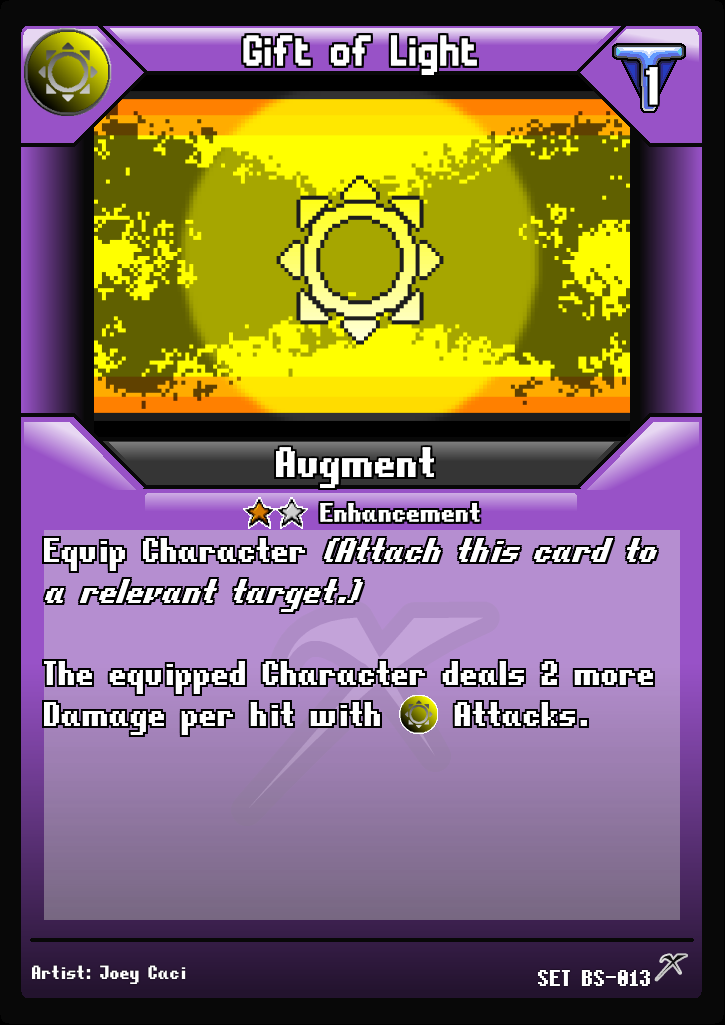 Gift of Light
1
Augment
Enhancement
Equip Character (Attach this card to
a relevant target.)
The equipped Character deals 2 more
Damage per hit with Attacks.
Artist: Joey Caci
SET BS-013